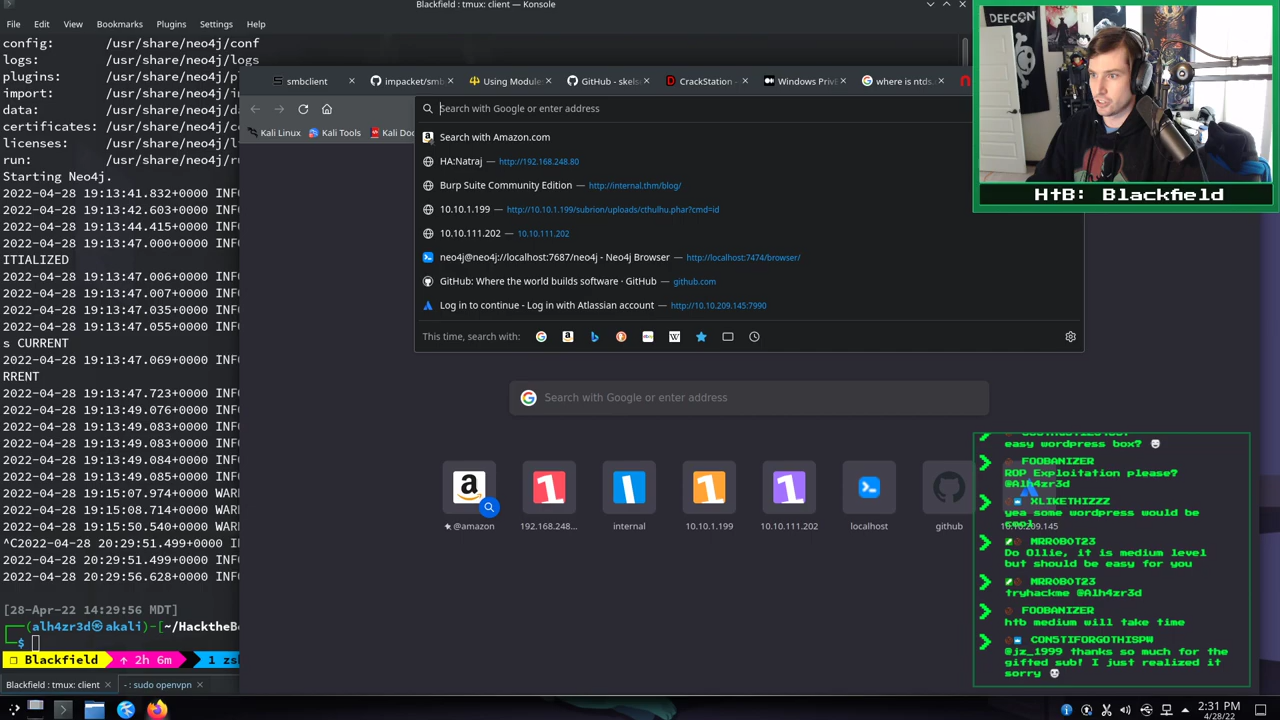 Blackfield : tmux: client — Konsole
File Edit View Bookmarks Plugins Settings Help
config: /usr/share/neo4j/conf
logs: /usr/share/neo4j/logs
plugins: /usr/share/neo4j/p
import: /usr/share/neo4j/i
data: /usr/share/neo4j/da
certificates: /usr/share/neo4j/c
licenses: /usr/share/neo4j/l
run: /usr/share/neo4j/r
Starting Neo4j.
2022-04-28 19:13:41.832+0000 INF
2022-04-28 19:13:42.603+0000 INF
2022-04-28 19:13:44.415+0000 INF
2022-04-28 19:13:47.000+0000 INF
ITIALIZED
2022-04-28 19:13:47.006+0000 INF
2022-04-28 19:13:47.027+0000 INF
2022-04-28 19:13:47.035+0000 INF
2022-04-28 19:13:47.055+0000 INF
s CURRENT
2022-04-28 19:13:47.069+0000 INF
RRENT
2022-04-28 19:13:47.723+0000 INF
2022-04-28 19:13:49.076+0000 INF
2022-04-28 19:13:49.083+0000 INF
2022-04-28 19:13:49.083+0000 INF
2022-04-28 19:13:49.084+0000 INF
2022-04-28 19:13:49.085+0000 INF
2022-04-28 19:15:07.974+0000 WAR
2022-04-28 19:15:08.714+0000 WAR
2022-04-28 19:15:50.540+0000 WAR
^C2022-04-28 20:29:51.499+0000 I
2022-04-28 20:29:51.499+0000 INF
2022-04-28 20:29:56.628+0000 INF
[28-Apr-22 14:29:56 MDT]
(alh4zr3d㉿akali)-[~/HacktheB
$
Blackfield ↑ 2h 6m 1 zs
Blackfield : tmux: client
- : sudo openvpn
smbclient
impacket/smb
Using Modul
GitHub - skels
CrackStation -
Windows Pri
where is ntds.
Search with Google or enter address
Kali Linux Kali Tools Kali Doc
Search with Amazon.com
HA:Natraj — http://192.168.248.80
Burp Suite Community Edition — http://internal.thm/blog/
10.10.1.199 — http://10.10.1.199/subrion/uploads/cthulhu.phar?cmd=id
10.10.111.202 — 10.10.111.202
neo4j@neo4j://localhost:7687/neo4j - Neo4j Browser — http://localhost:7474/browser/
GitHub: Where the world builds software · GitHub — github.com
Log in to continue - Log in with Atlassian account — http://10.10.209.145:7990
This time, search with:
Search with Google or enter address
@amazon
192.168.248...
internal
10.10.1.199
10.10.111.202
localhost
github
10.10.209.145
DEFCON
HtB: Blackfield
easy wordpress box?
FOOBANIZER
ROP Exploitation please?
@Alh4zr3d
XLIKETHIZZZ
yea some wordpress would be
cool
MRR0B0T23
Do Ollie, it is medium level
but should be easy for you
MRR0B0T23
tryhackme @Alh4zr3d
FOOBANIZER
htb medium will take time
CONSTIFORGOTHISPW
@jz_1999 thanks so much for the
gifted sub! I just realized it
sorry
2:31 PM
4/28/22